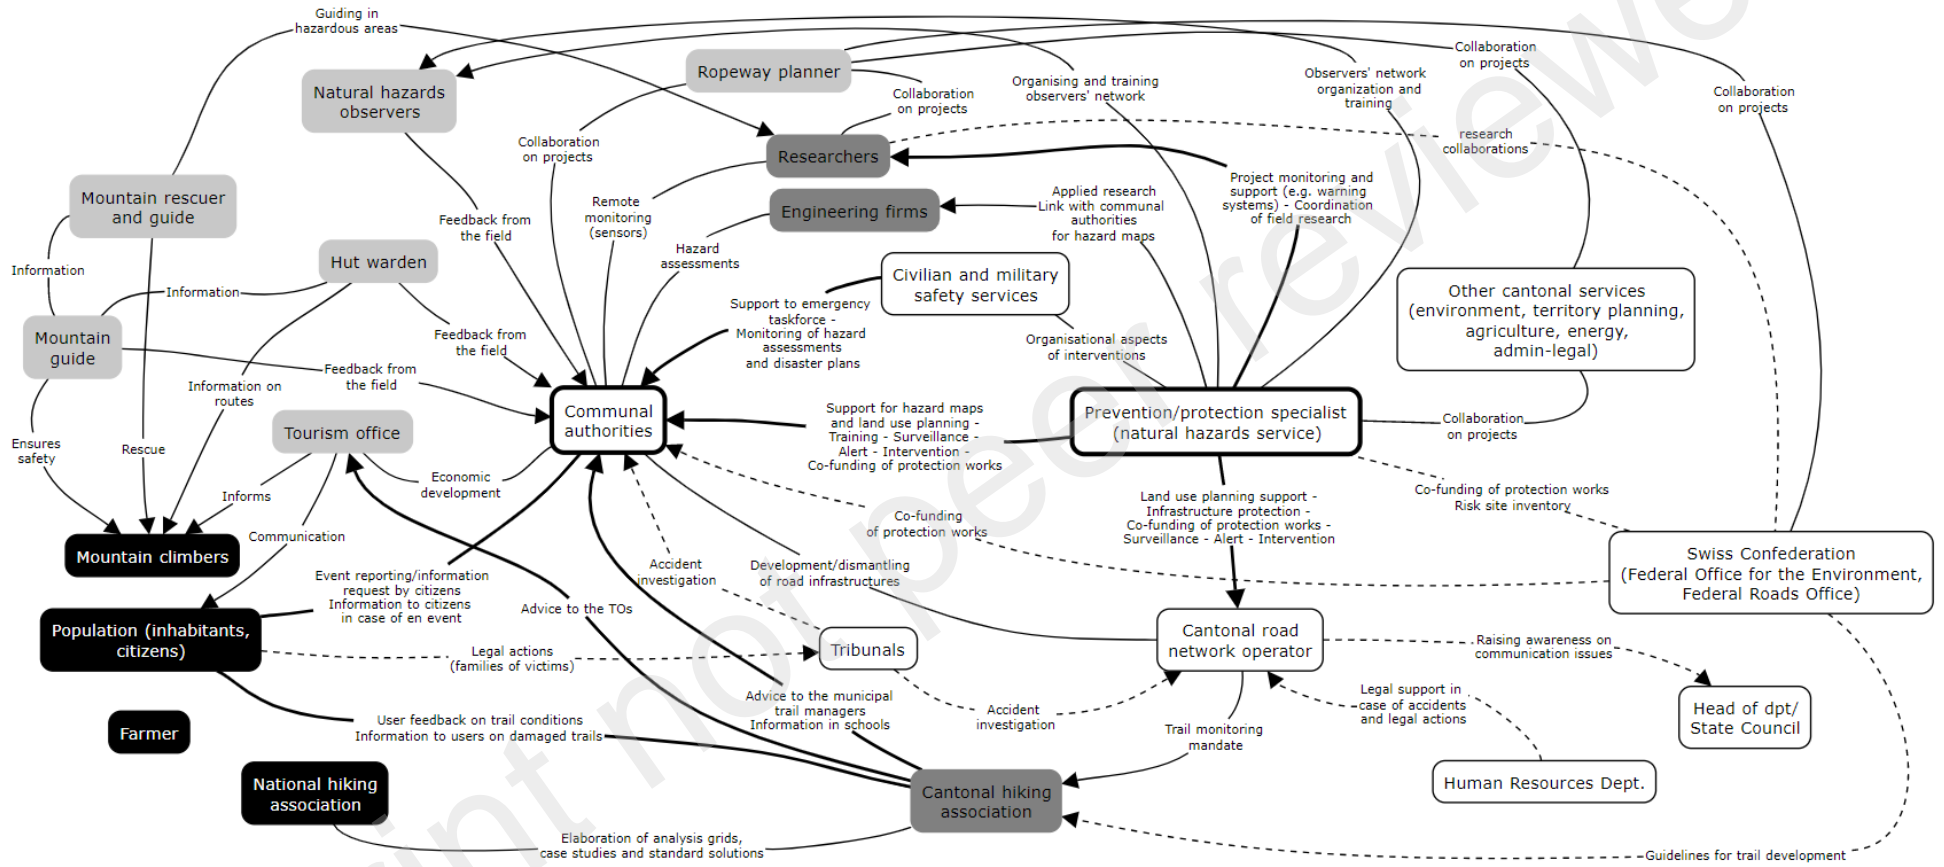 Guiding in
hazardous areas
Natural hazards
observers
Ropeway planner
Collaboration
on projects
Organising and training
observers' network
Observers' network
organization and
training
Collaboration
on projects
Collaboration
on projects
Collaboration
on projects
Researchers
research
collaborations
Mountain rescuer
and guide
Feedback from
the field
Remote
monitoring
(sensors)
Engineering firms
Applied research
Link with communal
authorities
for hazard maps
Project monitoring and
support (e.g. warning
systems) - Coordination
of field research
Information
Hut warden
Information
Hazard
assessments
Civilian and military
safety services
Other cantonal services
(environment, territory planning,
agriculture, energy,
admin-legal)
Mountain
guide
Feedback from
the field
Support to emergency
taskforce -
Monitoring of hazard
assessments
and disaster plans
Organisational aspects
of interventions
Feedback from
the field
Information on
routes
Communal
authorities
Support for hazard maps
and land use planning -
Training - Surveillance -
Alert - Intervention -
Co-funding of protection works
Prevention/protection specialist
(natural hazards service)
Collaboration
on projects
Ensures
safety
Rescue
Tourism office
Economic
development
Informs
Communication
Co-funding
of protection works
Land use planning support -
Infrastructure protection -
Co-funding of protection works -
Surveillance - Alert - Intervention
Co-funding of protection works
Risk site inventory
Mountain climbers
Event reporting/information
request by citizens
Information to citizens
in case of en event
Accident
investigation
Development/dismantling
of road infrastructures
Swiss Confederation
(Federal Office for the Environment,
Federal Roads Office)
Advice to the TOs
Population (inhabitants,
citizens)
Legal actions
(families of victims)
Tribunals
Cantonal road
network operator
Raising awareness on
communication issues
Advice to the municipal
trail managers
Information in schools
Accident
investigation
Legal support in
case of accidents
and legal actions
Head of dpt/
State Council
Farmer
User feedback on trail conditions
Information to users on damaged trails
Trail monitoring
mandate
National hiking
association
Cantonal hiking
association
Human Resources Dept.
Elaboration of analysis grids,
case studies and standard solutions
Guidelines for trail development
print not peer reviewe